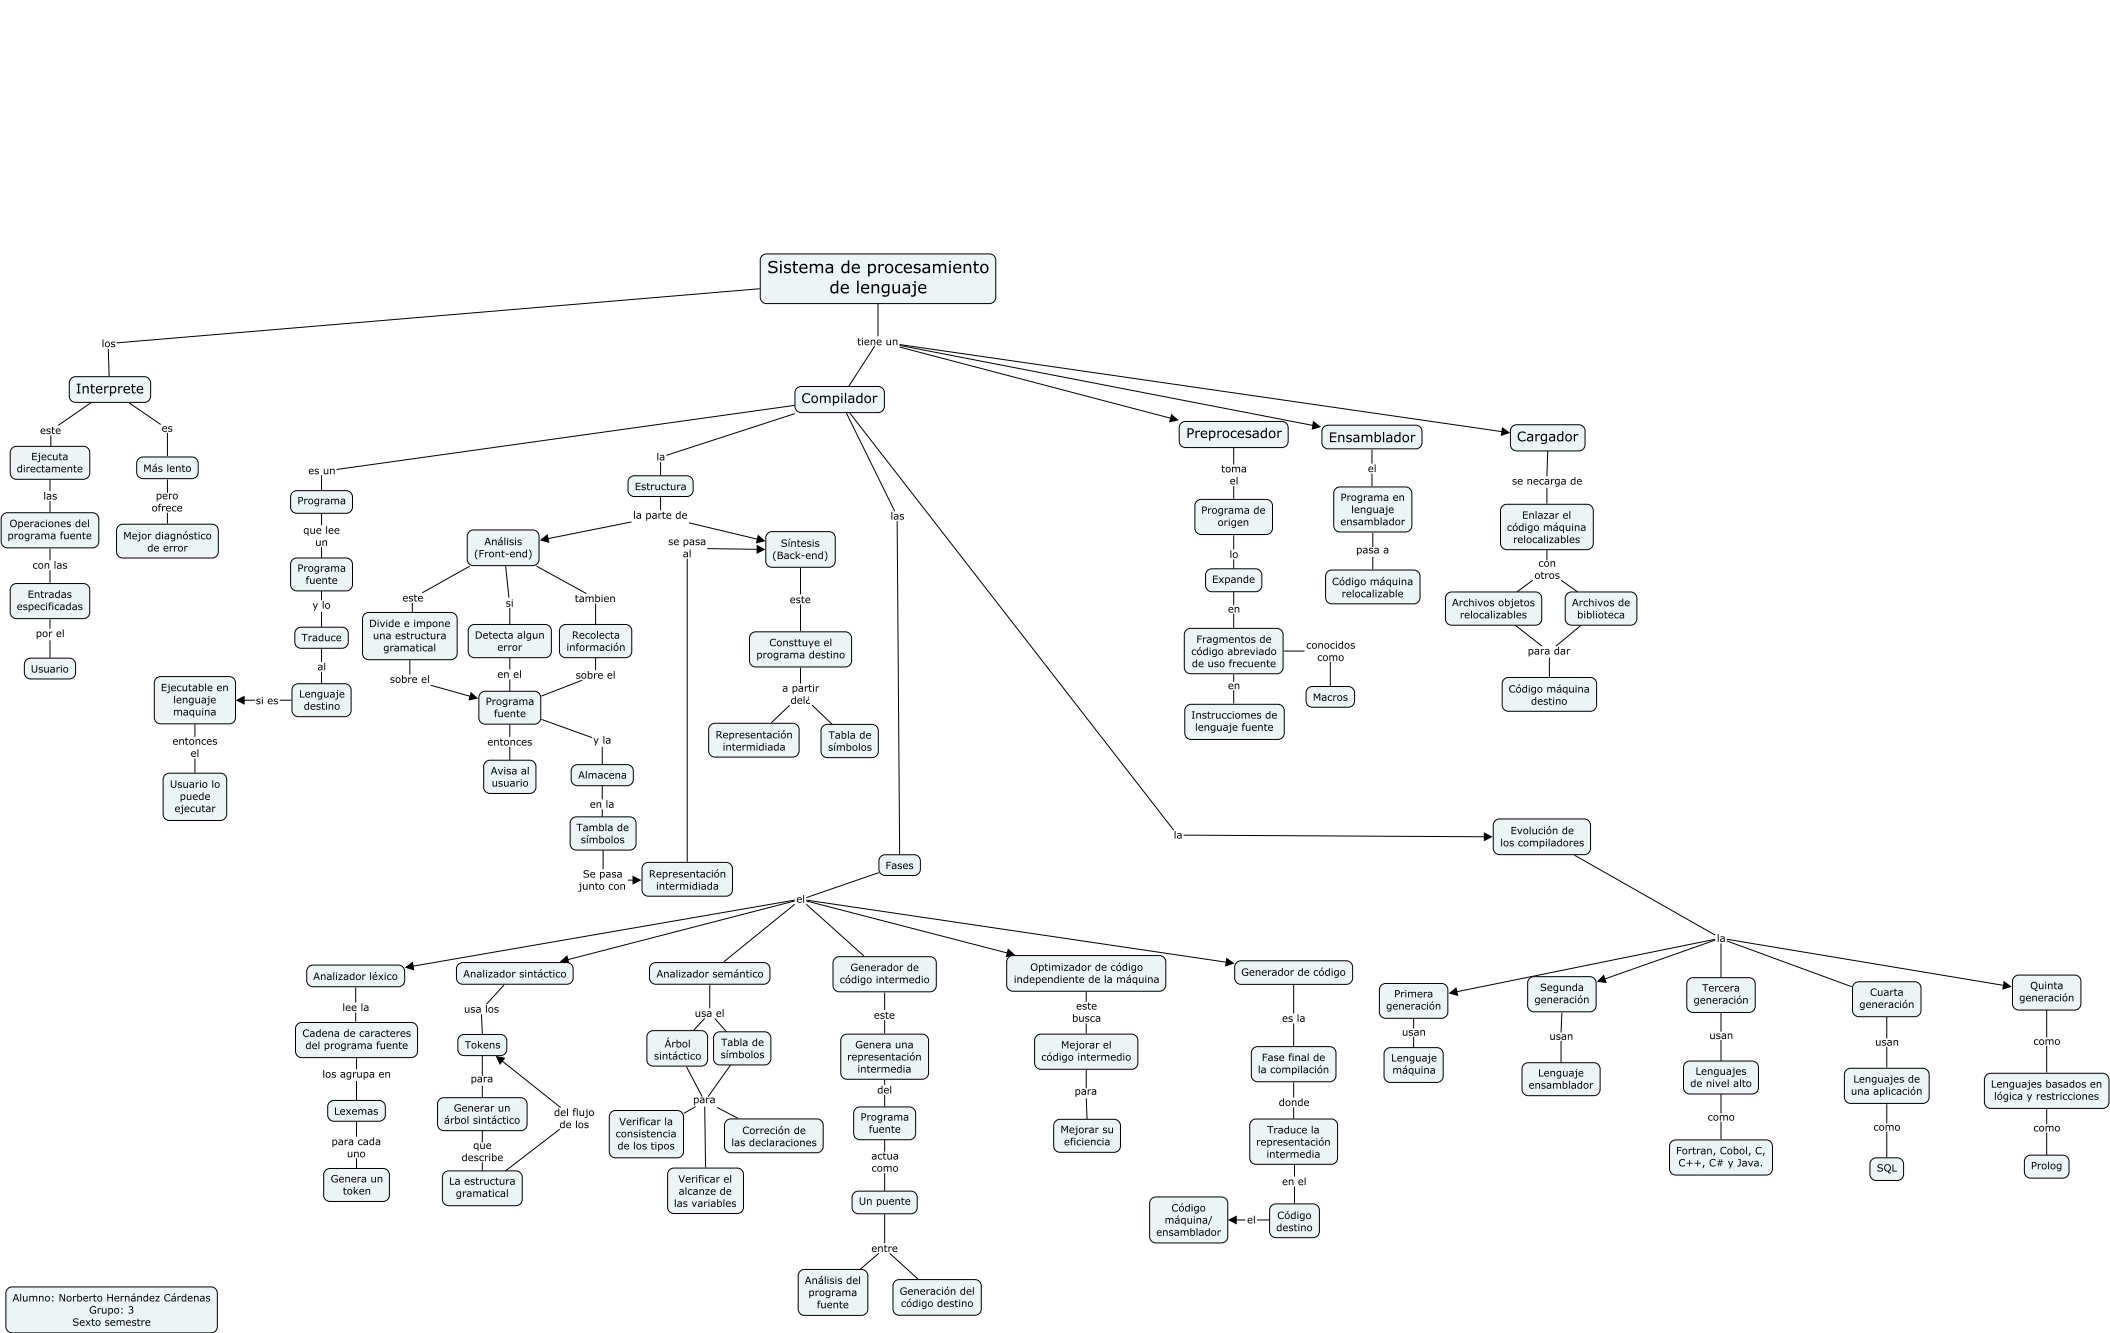 Sistema de procesamiento
de lenguaje
los
tiene un
Interprete
este
Ejecuta
directamente
las
Operaciones del
programa fuente
con las
Entradas
especificadas
por el
Usuario
es
Más lento
pero
ofrece
Mejor diagnóstico
de error
Compilador
es un
Programa
que lee
un
Programa
fuente
y lo
Traduce
al
Lenguaje
destino
si es
Ejecutable en
lenguaje
maquina
entonces
el
Usuario lo
puede
ejecutar
la
Estructura
la parte de
Análisis
(Front-end)
este
Divide e impone
una estructura
gramatical
sobre el
si
Detecta algun
error
en el
tambien
Recolecta
información
sobre el
Programa
fuente
entonces
Avisa al
usuario
y la
Almacena
en la
Tambla de
símbolos
Se pasa
junto con
Representación
intermidiada
se pasa
al
Síntesis
(Back-end)
este
Consttuye el
programa destino
a partir
del¿
Representación
intermidiada
Tabla de
símbolos
las
Fases
el
Analizador léxico
lee la
Cadena de caracteres
del programa fuente
los agrupa en
Lexemas
para cada
uno
Genera un
token
Analizador sintáctico
usa los
Tokens
para
Generar un
árbol sintáctico
que
describe
La estructura
gramatical
del flujo
de los
Analizador semántico
usa el
Árbol
sintáctico
Tabla de
símbolos
para
Verificar la
consistencia
de los tipos
Verificar el
alcance de
las variables
Correción de
las declaraciones
Generador de
código intermedio
este
Genera una
representación
intermedia
del
Programa
fuente
actua
como
Un puente
entre
Análisis del
programa
fuente
Generación del
código destino
Optimizador de código
independiente de la máquina
este
busca
Mejorar el
código intermedio
para
Mejorar su
eficiencia
Generador de código
es la
Fase final de
la compilación
donde
Traduce la
representación
intermedia
en el
Código
destino
el
Código
máquina/
ensamblador
la
Evolución de
los compiladores
la
Primera
generación
usan
Lenguaje
máquina
Segunda
generación
usan
Lenguaje
ensamblador
Tercera
generación
usan
Lenguajes
de nivel alto
como
Fortran, Cobol, C,
C++, C# y Java.
Cuarta
generación
usan
Lenguajes de
una aplicación
como
SQL
Quinta
generación
como
Lenguajes basados en
lógica y restricciones
como
Prolog
Preprocesador
toma
el
Programa de
origen
lo
Expande
en
Fragmentos de
código abreviado
de uso frecuente
conocidos
como
Macros
en
Instrucciones de
lenguaje fuente
Ensamblador
el
Programa en
lenguaje
ensamblador
pasa a
Código máquina
relocalizable
Cargador
se necarga de
Enlazar el
código máquina
relocalizables
con
otros
Archivos objetos
relocalizables
Archivos de
biblioteca
para dar
Código máquina
destino
Alumno: Norberto Hernández Cárdenas
Grupo: 3
Sexto semestre